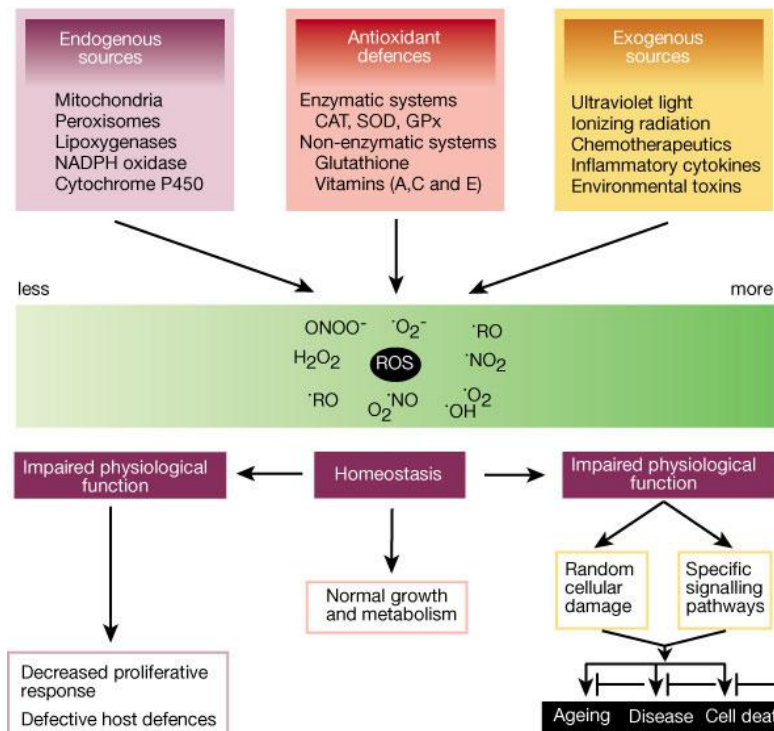 Endogenous
sources
Mitochondria
Peroxisomes
Lipoxygenases
NADPH oxidase
Cytochrome P450
Antioxidant
defences
Enzymatic systems
CAT, SOD, GPx
Non-enzymatic systems
Glutathione
Vitamins (A,C and E)
Exogenous
sources
Ultraviolet light
Ionizing radiation
Chemotherapeutics
Inflammatory cytokines
Environmental toxins
less
more
ONOO⁻
˙O₂⁻
˙RO
H₂O₂
ROS
˙NO₂
˙RO
O₂
˙NO
˙OH
˙O₂
Impaired physiological
function
Homeostasis
Impaired physiological
function
Normal growth
and metabolism
Random
cellular
damage
Specific
signalling
pathways
Decreased proliferative
response
Defective host defences
Ageing
Disease
Cell deat